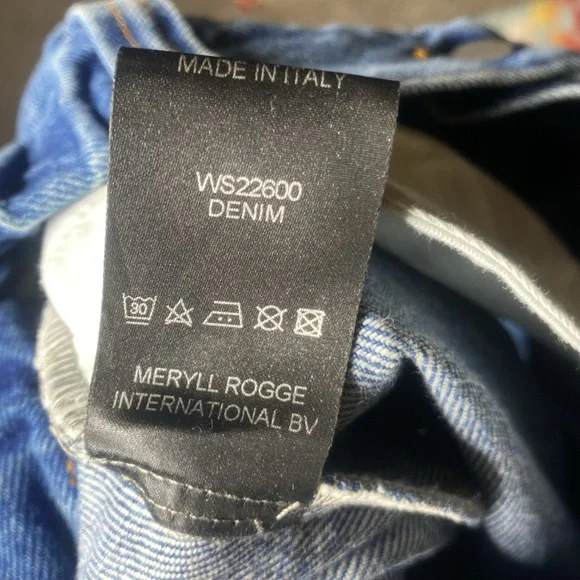 MADE IN ITALY
WS22600
DENIM
30
MERYLL ROGGE
INTERNATIONAL BV